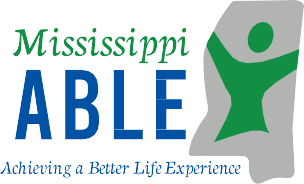 Mississippi
ABLE
Achieving a Better Life Experience